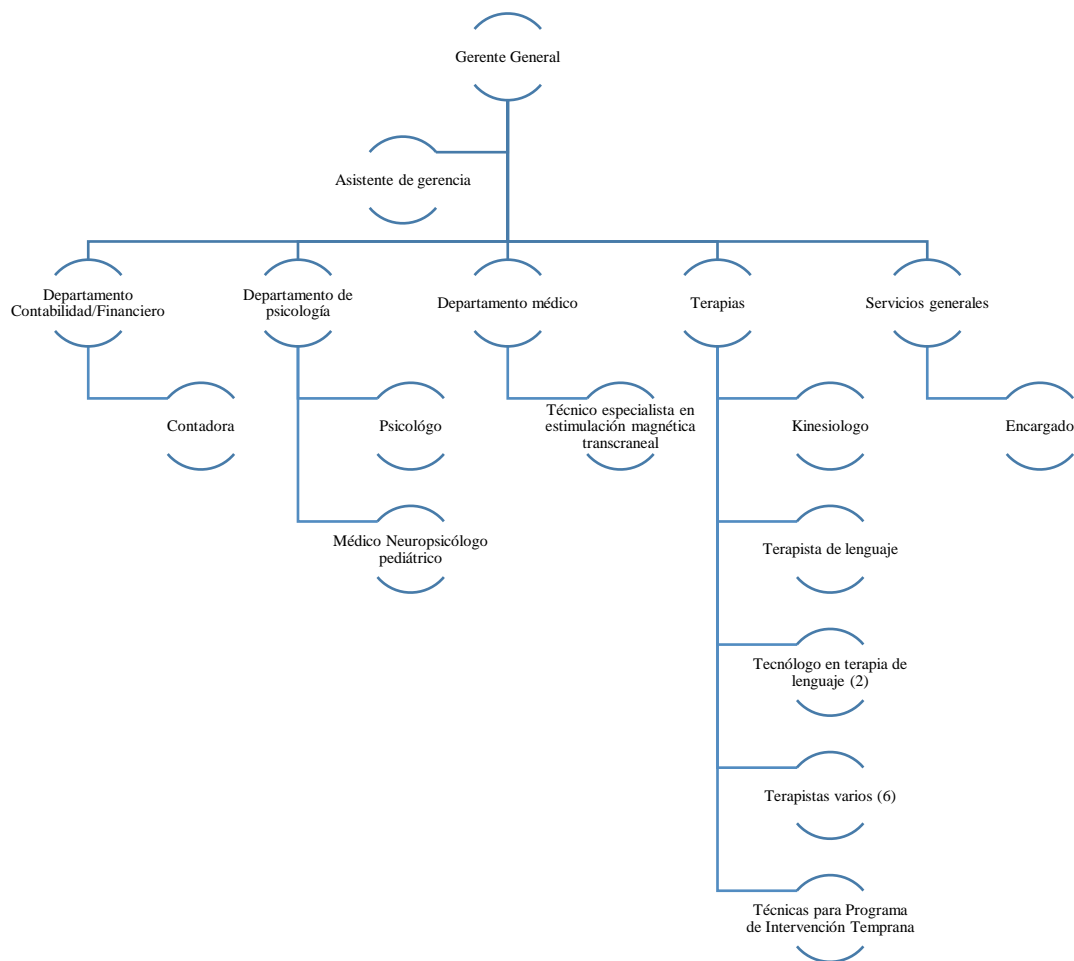 Gerente General
Asistente de gerencia
Departamento
Contabilidad/Financiero
Departamento de
psicología
Departamento médico
Terapias
Servicios generales
Contadora
Psicológo
Técnico especialista en
estimulación magnética
transcraneal
Kinesiologo
Encargado
Médico Neuropsicólogo
pediátrico
Terapista de lenguaje
Tecnólogo en terapia de
lenguaje (2)
Terapistas varios (6)
Técnicas para Programa
de Intervención Temprana